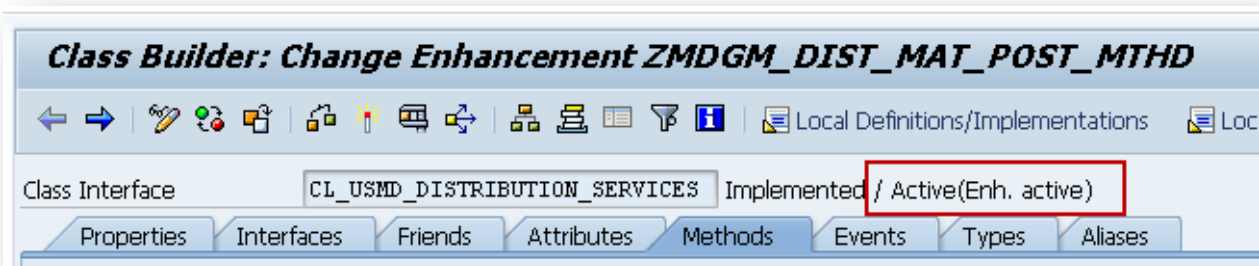 Class Builder: Change Enhancement ZMDGM_DIST_MAT_POST_MTHD
Local Definitions/Implementations Loc
Class Interface CL_USMD_DISTRIBUTION_SERVICES Implemented / Active(Enh. active)
Properties Interfaces Friends Attributes Methods Events Types Aliases